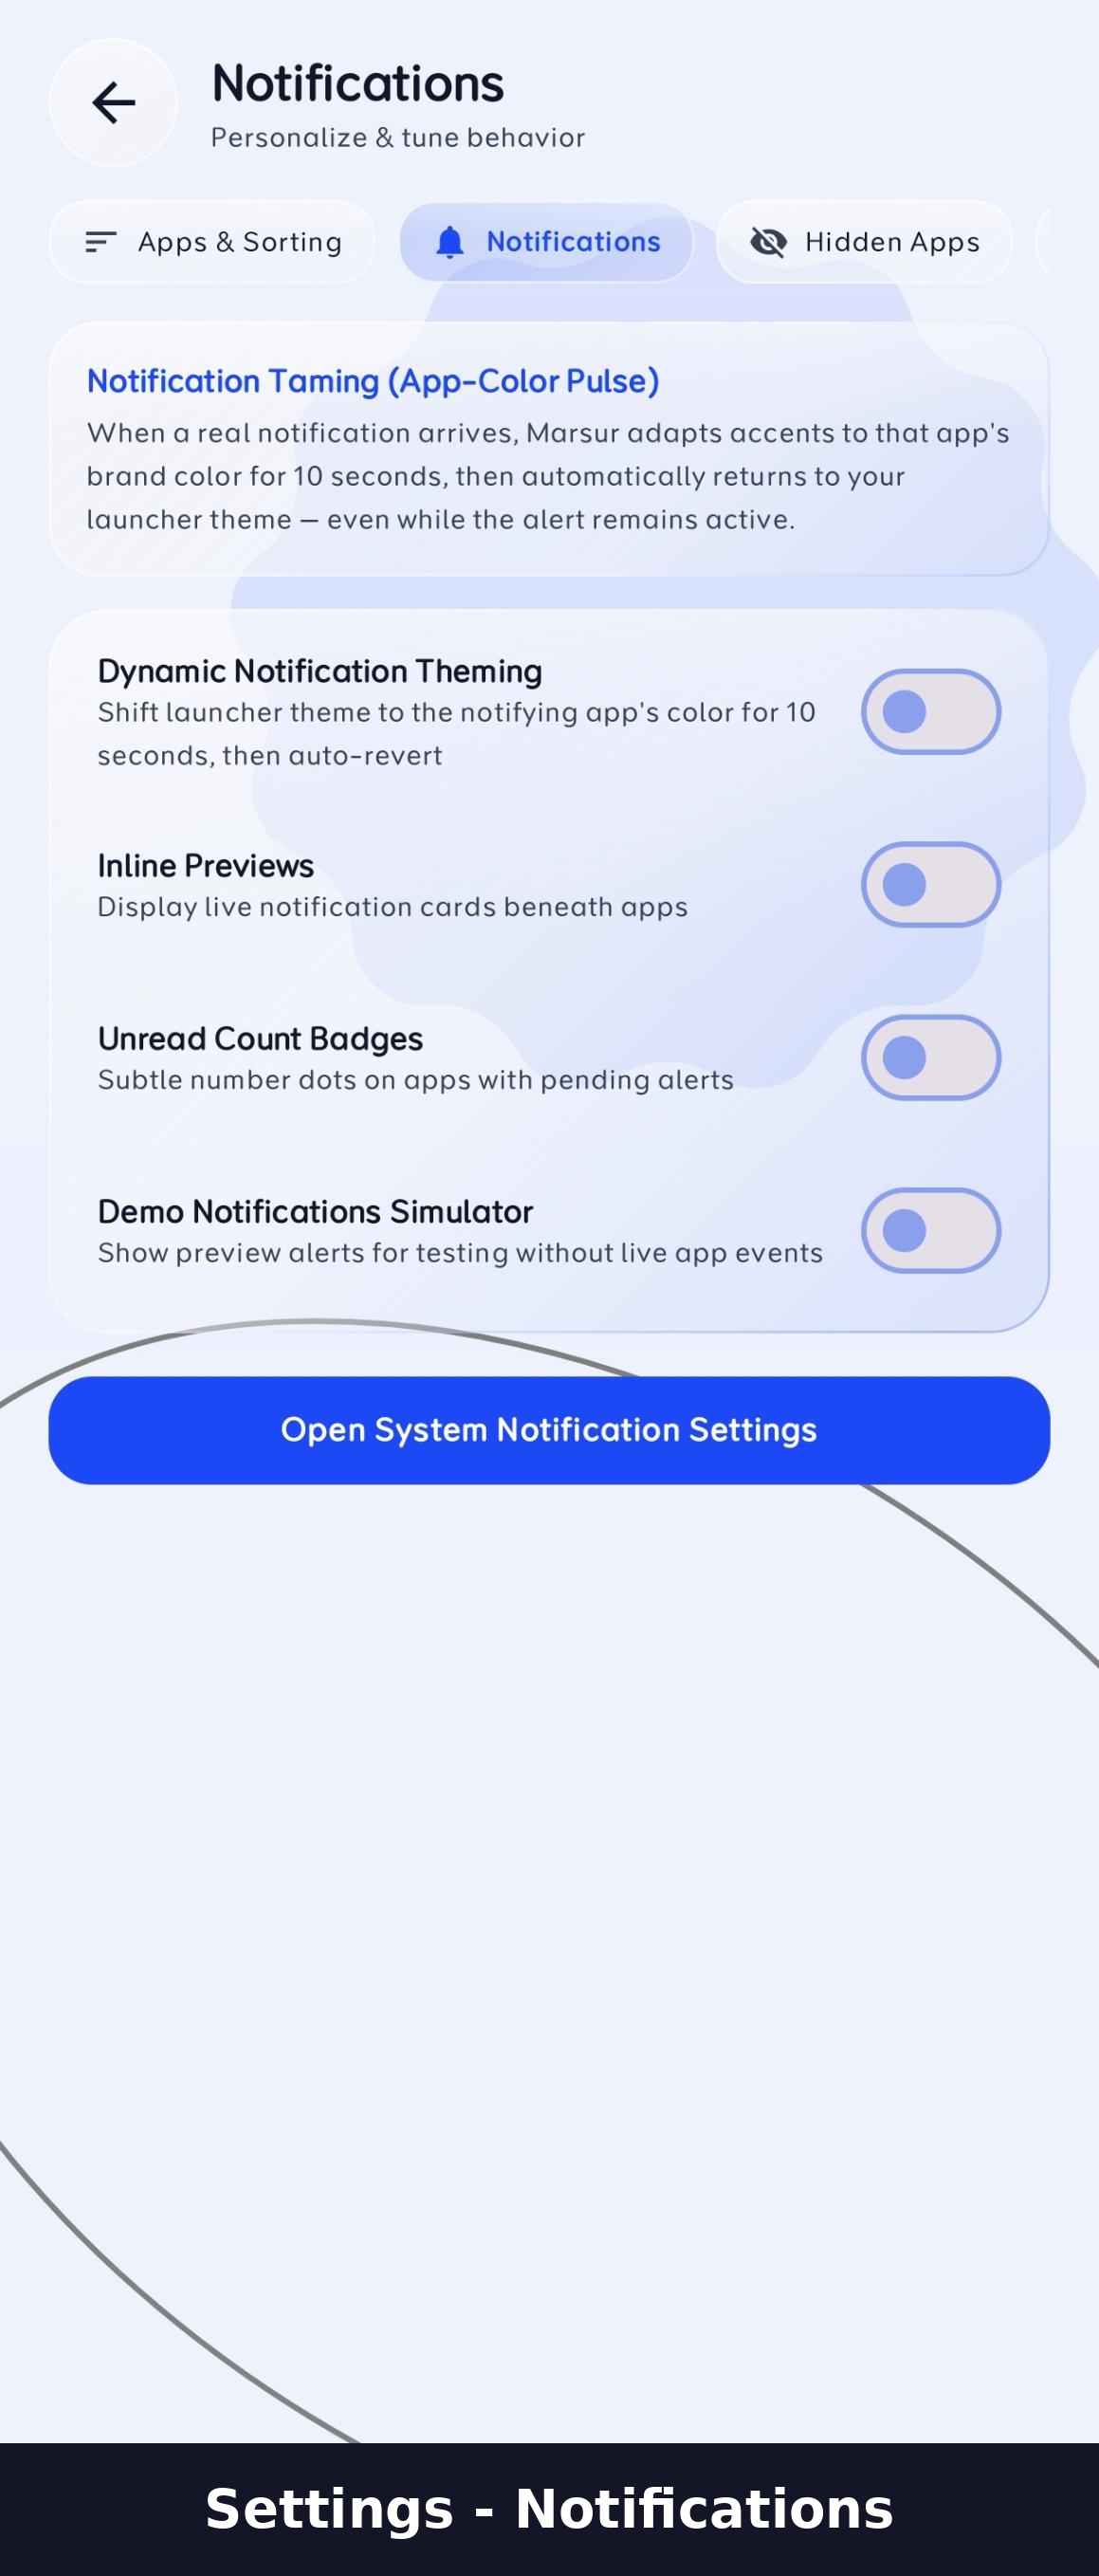 Notifications
Personalize & tune behavior
Apps & Sorting
Notifications
Hidden Apps
Notification Taming (App-Color Pulse)
When a real notification arrives, Marsur adapts accents to that app's
brand color for 10 seconds, then automatically returns to your
launcher theme — even while the alert remains active.
Dynamic Notification Theming
Shift launcher theme to the notifying app's color for 10
seconds, then auto-revert
Inline Previews
Display live notification cards beneath apps
Unread Count Badges
Subtle number dots on apps with pending alerts
Demo Notifications Simulator
Show preview alerts for testing without live app events
Open System Notification Settings
Settings - Notifications